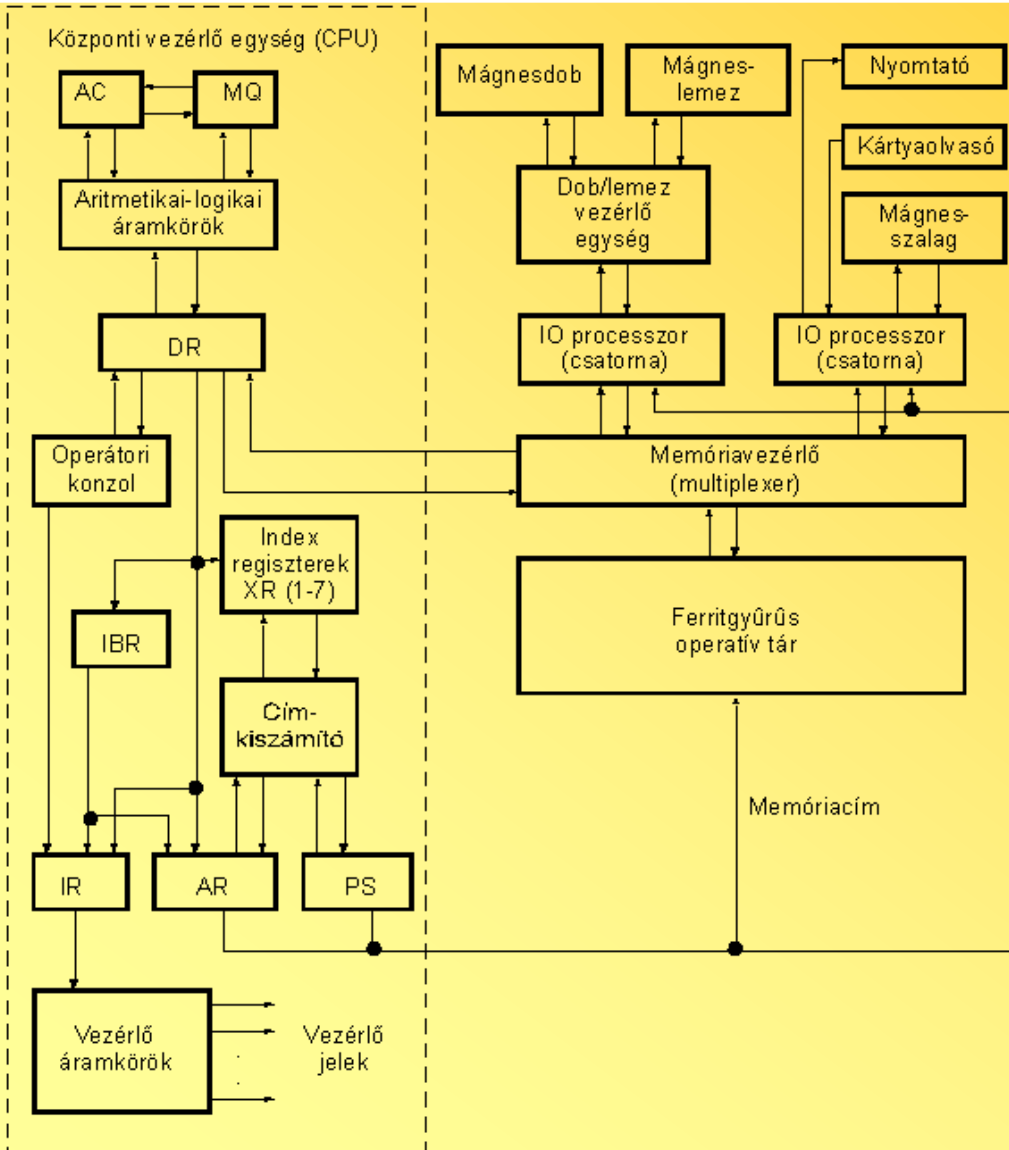 Központi vezérlő egység (CPU)
AC
MQ
Aritmetikai-logikai
áramkörök
DR
Operátori
konzol
Index
regiszterek
XR (1-7)
IBR
Cím-
kiszámító
IR
AR
PS
Vezérlő
áramkörök
Vezérlő
jelek
Mágnesdob
Mágnes-
lemez
Dob/lemez
vezérlő
egység
IO processzor
(csatorna)
Nyomtató
Kártyaolvasó
Mágnes-
szalag
IO processzor
(csatorna)
Memóriavezérlő
(multiplexer)
Ferritgyûrûs
operatív tár
Memóriacím